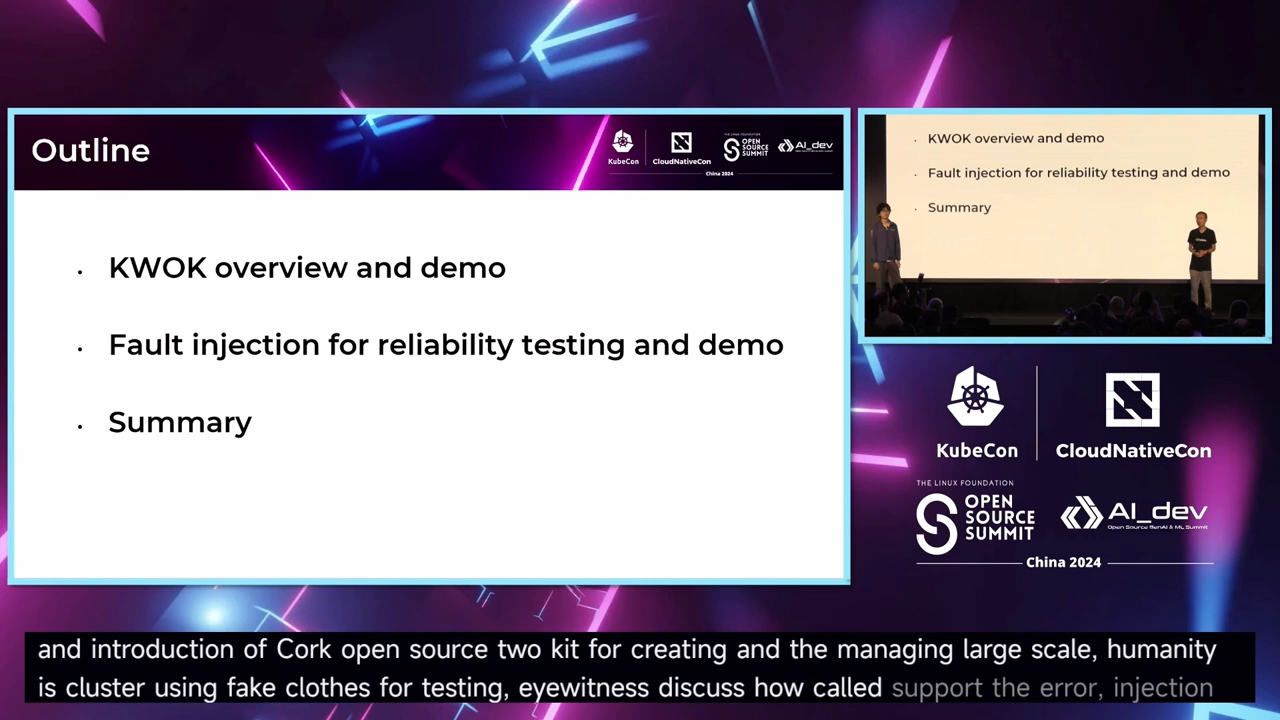 Outline
KubeCon
CloudNativeCon
THE LINUX FOUNDATION
OPEN
SOURCE
SUMMIT
AI_dev
China 2024
• KWOK overview and demo
• Fault injection for reliability testing and demo
• Summary
• KWOK overview and demo
• Fault injection for reliability testing and demo
• Summary
KubeCon
CloudNativeCon
THE LINUX FOUNDATION
OPEN
SOURCE
SUMMIT
AI_dev
Open Source GenAI & ML Summit
China 2024
and introduction of Cork open source two kit for creating and the managing large scale, humanity
is cluster using fake clothes for testing, eyewitness discuss how called support the error, injection